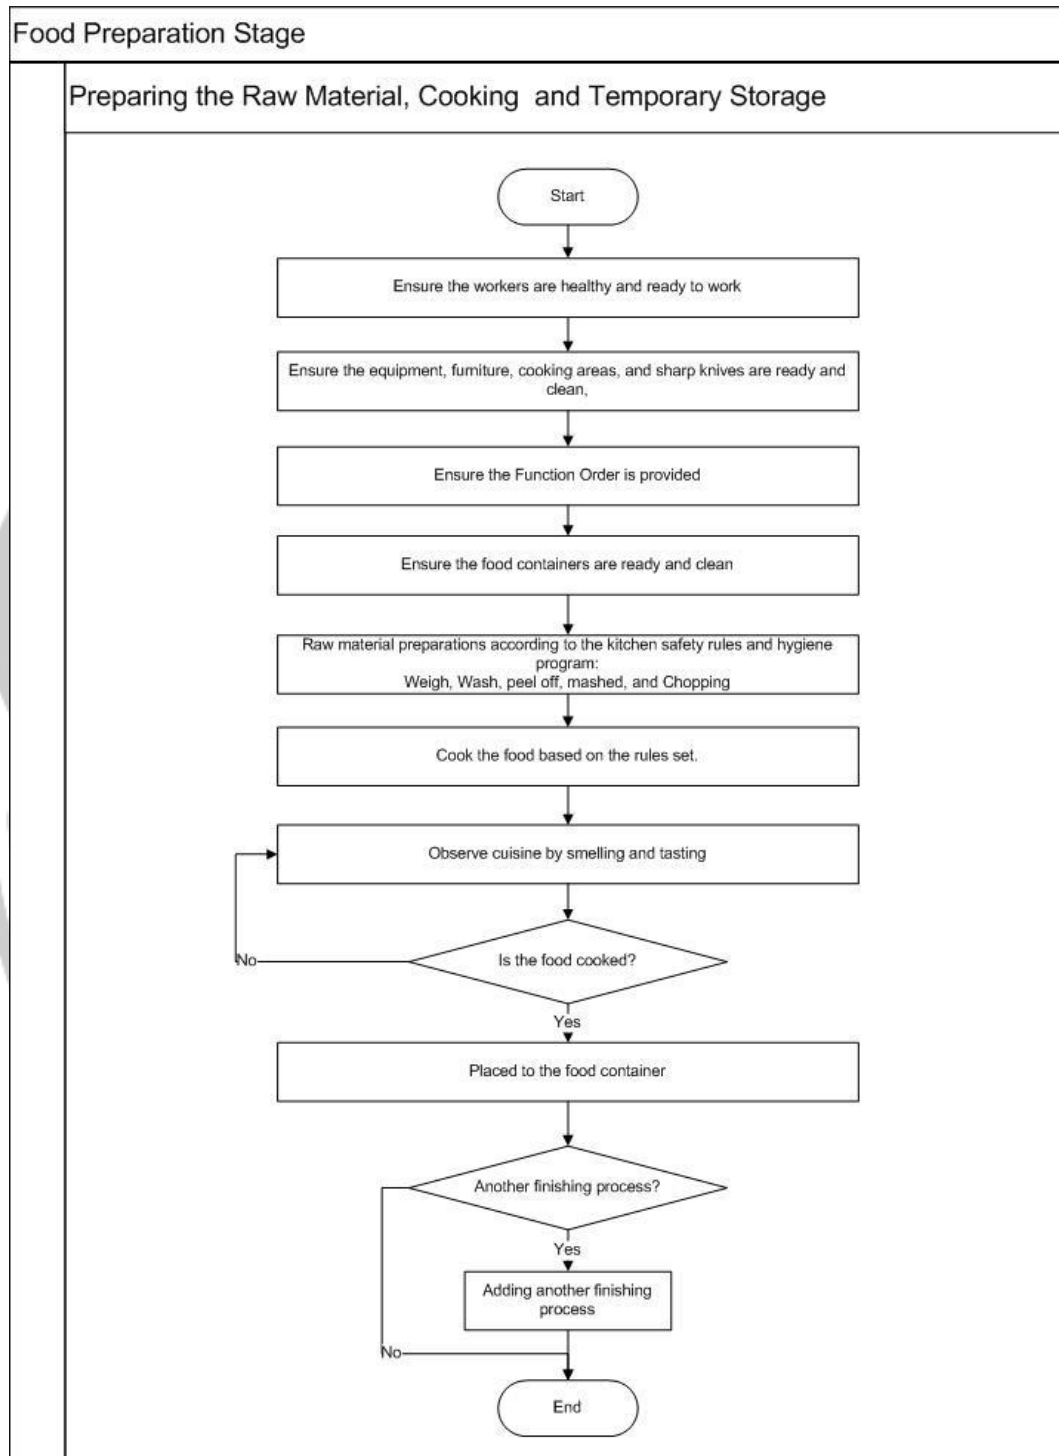 Food Preparation Stage
Preparing the Raw Material, Cooking and Temporary Storage
Start
Ensure the workers are healthy and ready to work
Ensure the equipment, furniture, cooking areas, and sharp knives are ready and
clean,
Ensure the Function Order is provided
Ensure the food containers are ready and clean
Raw material preparations according to the kitchen safety rules and hygiene
program:
Weigh, Wash, peel off, mashed, and Chopping
Cook the food based on the rules set.
Observe cuisine by smelling and tasting
Is the food cooked?
No
Yes
Placed to the food container
Another finishing process?
Yes
Adding another finishing
process
No
End